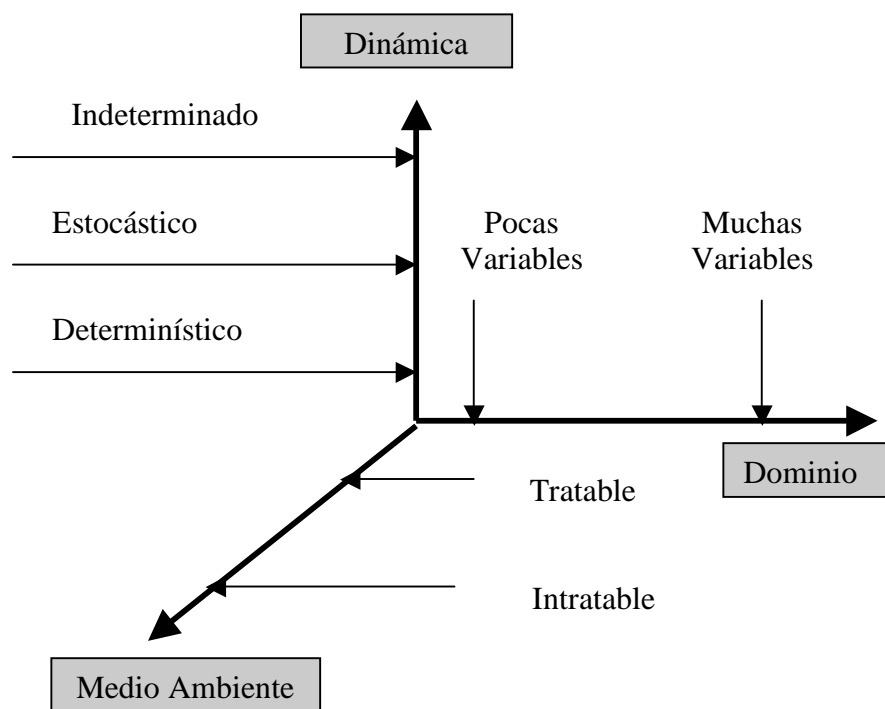 Dinámica
Indeterminado
Estocástico
Pocas
Variables
Muchas
Variables
Determinístico
Dominio
Tratable
Intratable
Medio Ambiente